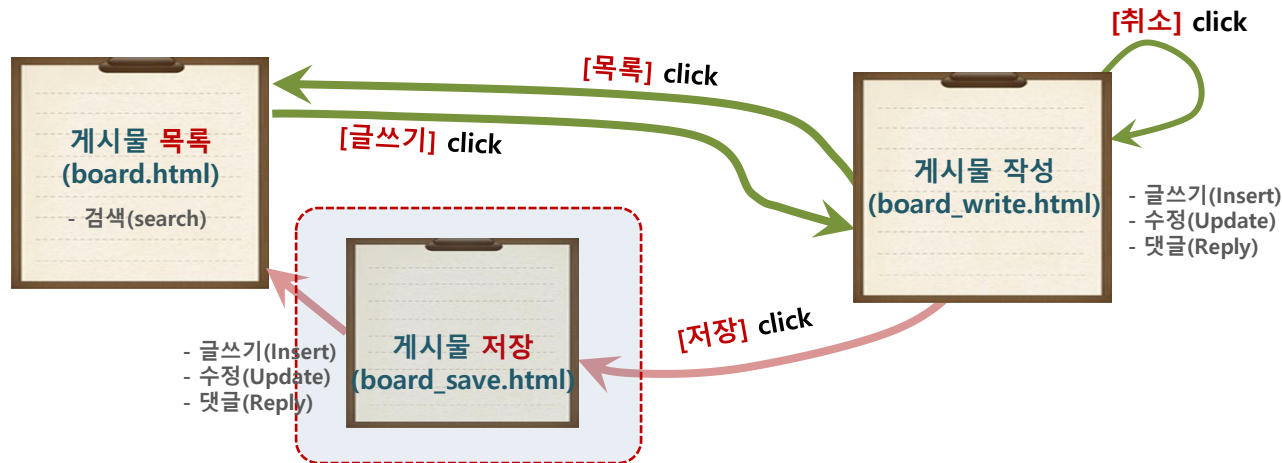 [취소] click
[목록] click
[글쓰기] click
게시물 목록
(board.html)
- 검색(search)
게시물 작성
(board_write.html)
- 글쓰기(Insert)
- 수정(Update)
- 댓글(Reply)
[저장] click
- 글쓰기(Insert)
- 수정(Update)
- 댓글(Reply)
게시물 저장
(board_save.html)